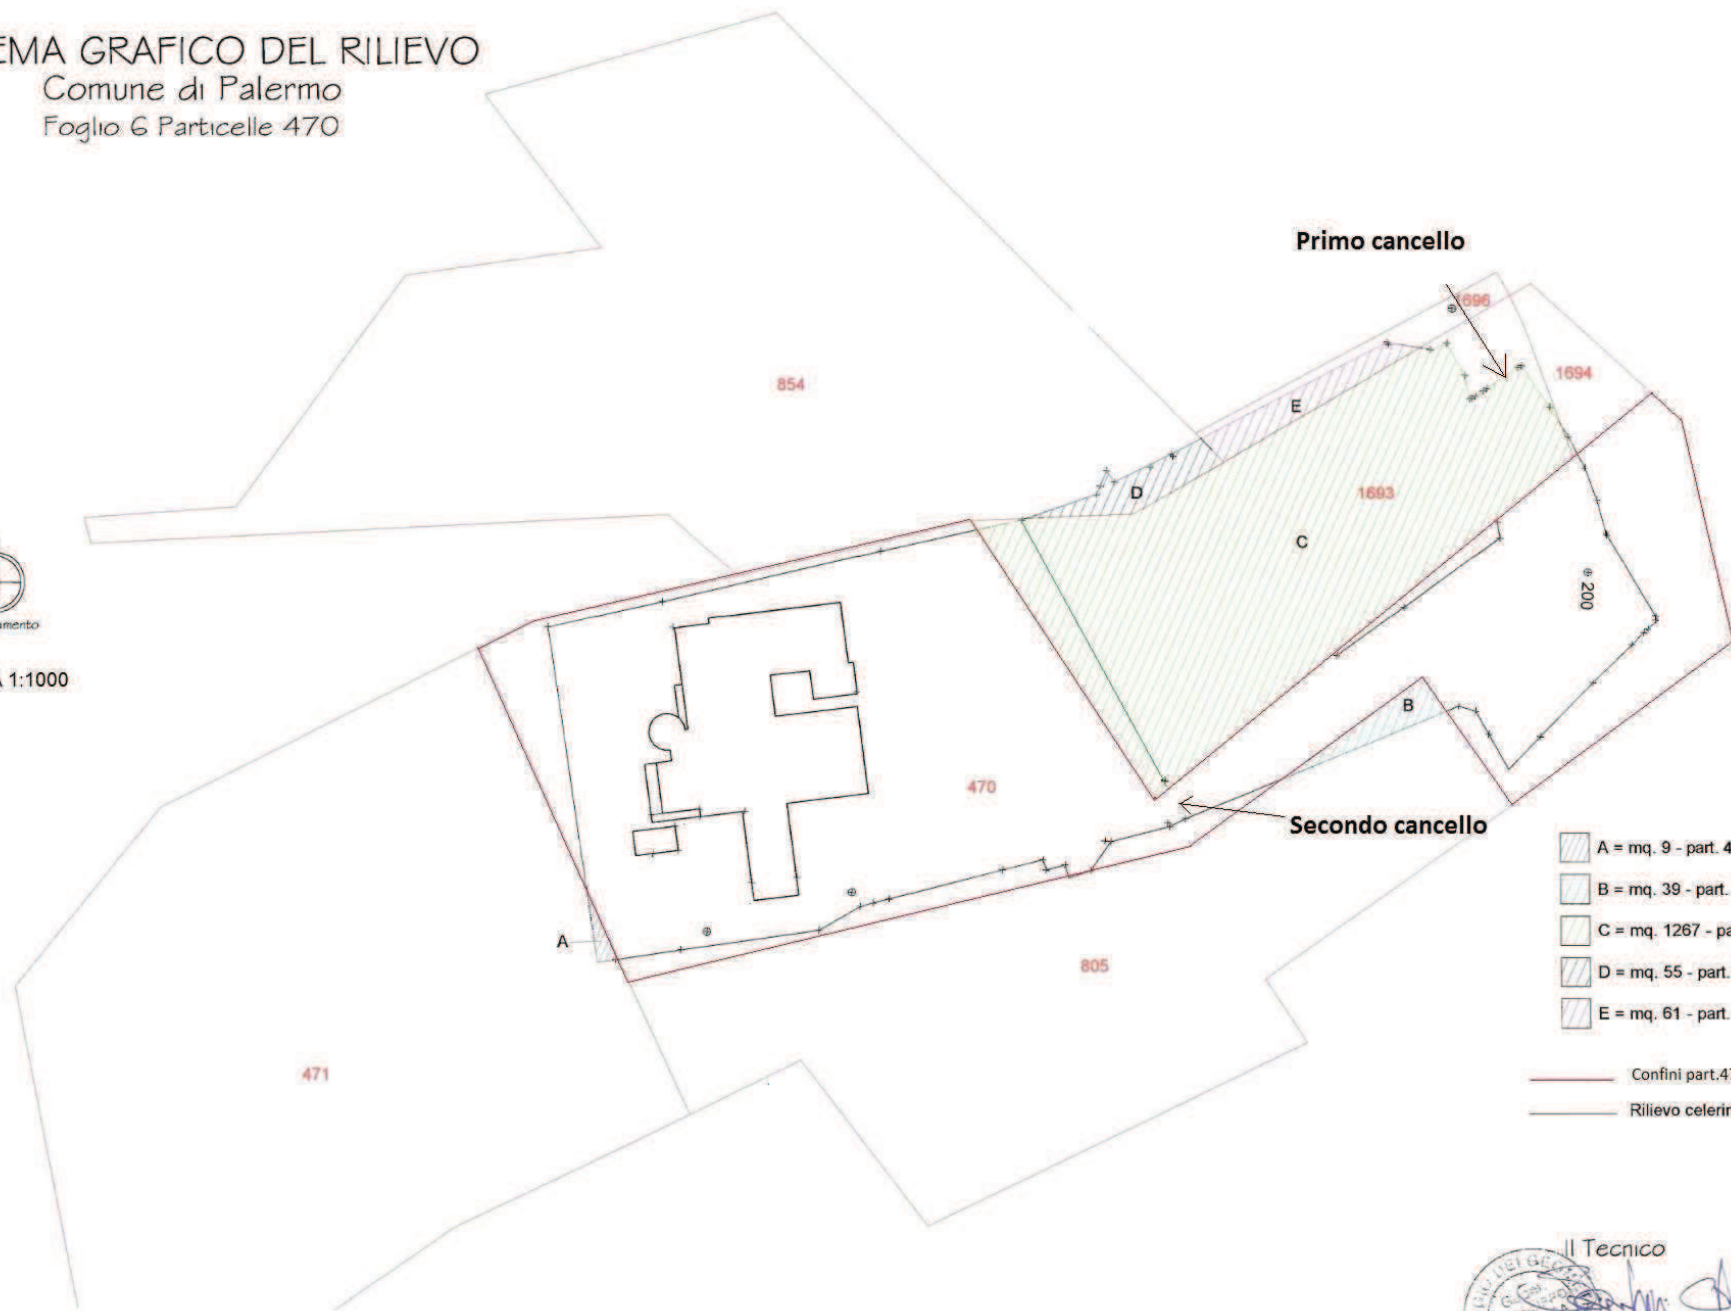 EMA GRAFICO DEL RILIEVO
Comune di Palermo
Foglio 6 Particelle 470
Primo cancello
1696
1694
854
E
D
1693
C
200
amento
A 1:1000
B
470
Secondo cancello
A = mq. 9 - part. 4
B = mq. 39 - part.
C = mq. 1267 - pa
D = mq. 55 - part.
E = mq. 61 - part.
A
805
471
Confini part.47
Rilievo celerim
Il Tecnico